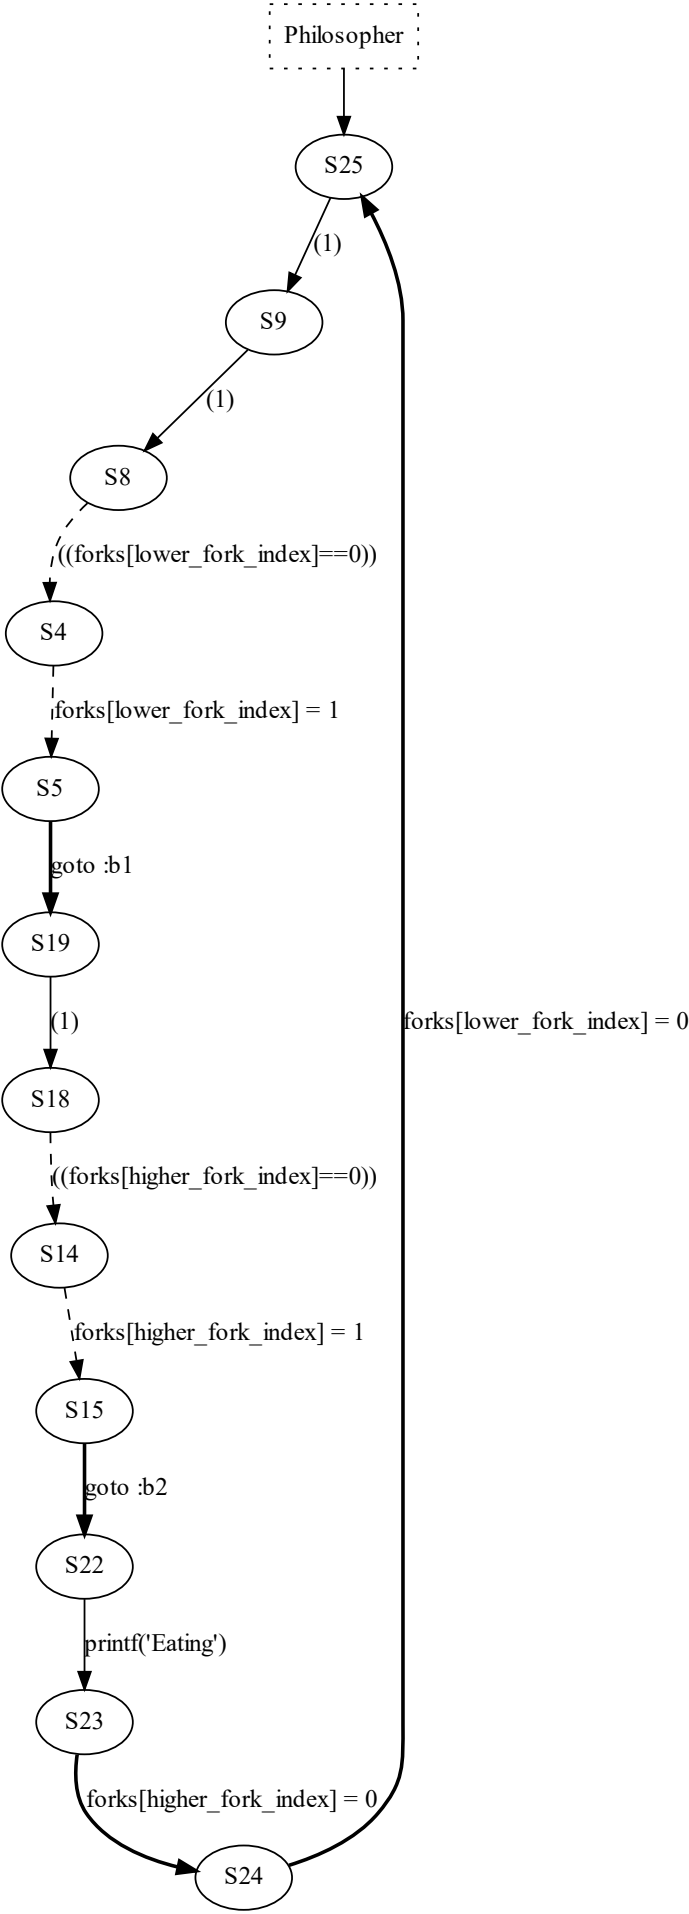 Philosopher
S25
(1)
S9
(1)
S8
((forks[lower_fork_index]==0))
S4
forks[lower_fork_index] = 1
S5
goto :b1
S19
(1)
forks[lower_fork_index] = 0
S18
((forks[higher_fork_index]==0))
S14
forks[higher_fork_index] = 1
S15
goto :b2
S22
printf('Eating')
S23
forks[higher_fork_index] = 0
S24